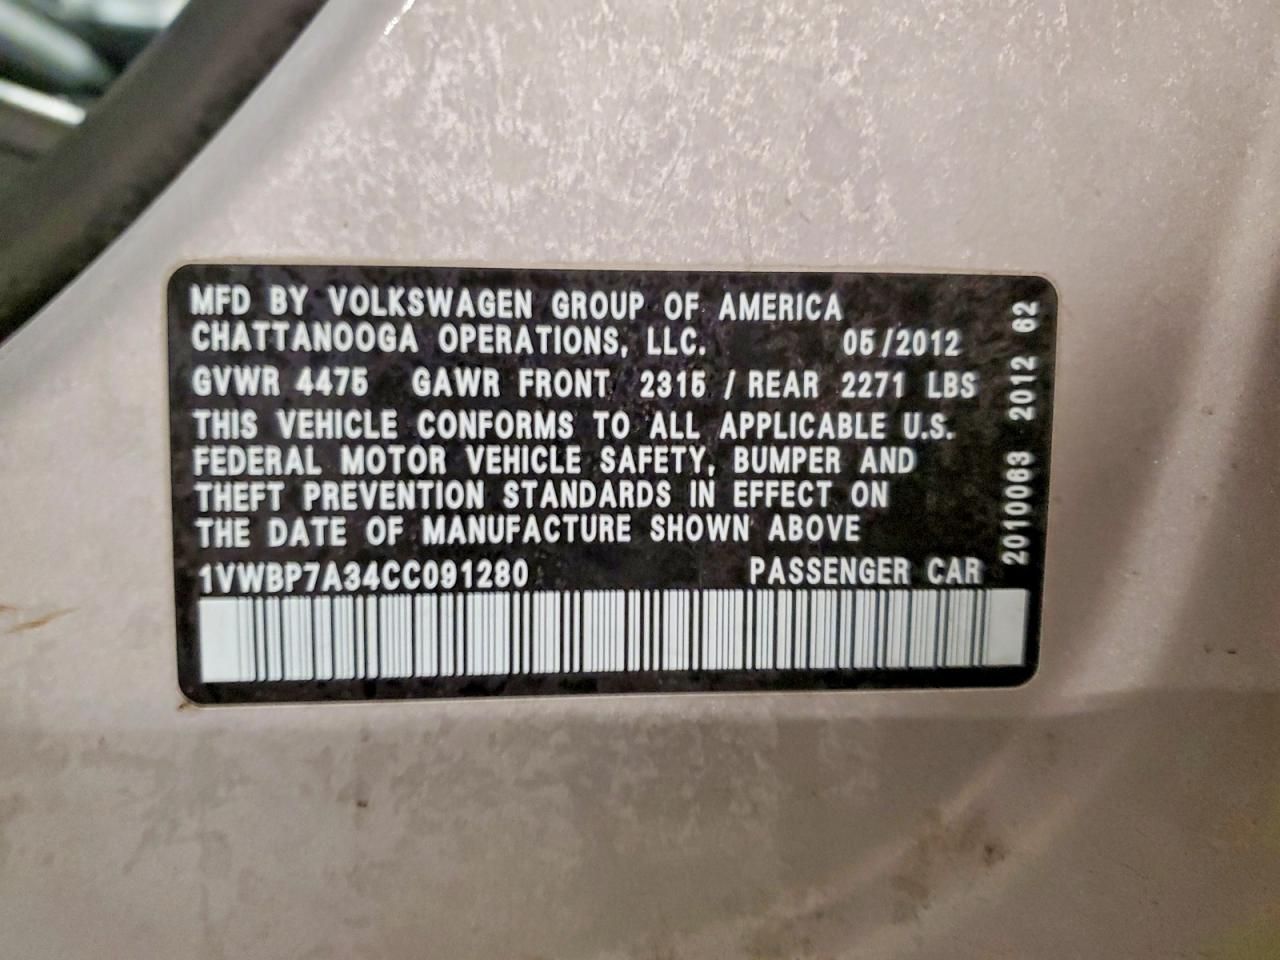 MFD BY VOLKSWAGEN GROUP OF AMERICA
CHATTANOOGA OPERATIONS, LLC. 05/2012
GVWR 4475 GAWR FRONT 2315 / REAR 2271 LBS
THIS VEHICLE CONFORMS TO ALL APPLICABLE U.S.
FEDERAL MOTOR VEHICLE SAFETY, BUMPER AND
THEFT PREVENTION STANDARDS IN EFFECT ON
THE DATE OF MANUFACTURE SHOWN ABOVE
1VWBP7A34CC091280 PASSENGER CAR
2010063 2012 62